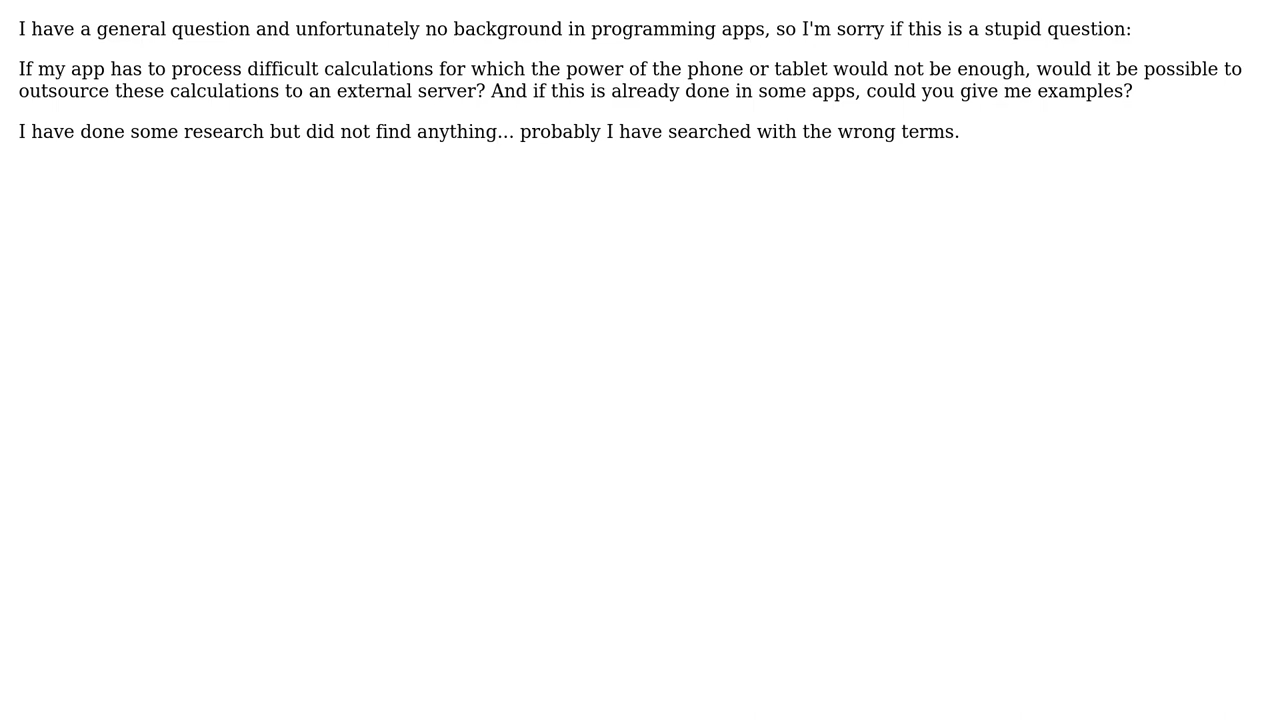 I have a general question and unfortunately no background in programming apps, so I'm sorry if this is a stupid question:
If my app has to process difficult calculations for which the power of the phone or tablet would not be enough, would it be possible to
outsource these calculations to an external server? And if this is already done in some apps, could you give me examples?
I have done some research but did not find anything... probably I have searched with the wrong terms.